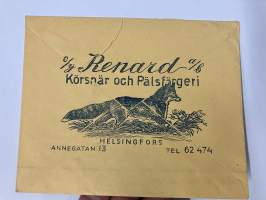 O/Y Renard A/B
Körsnär och Pälsfärgeri
HELSINGFORS
ANNEGATAN 13 TEL 62 474